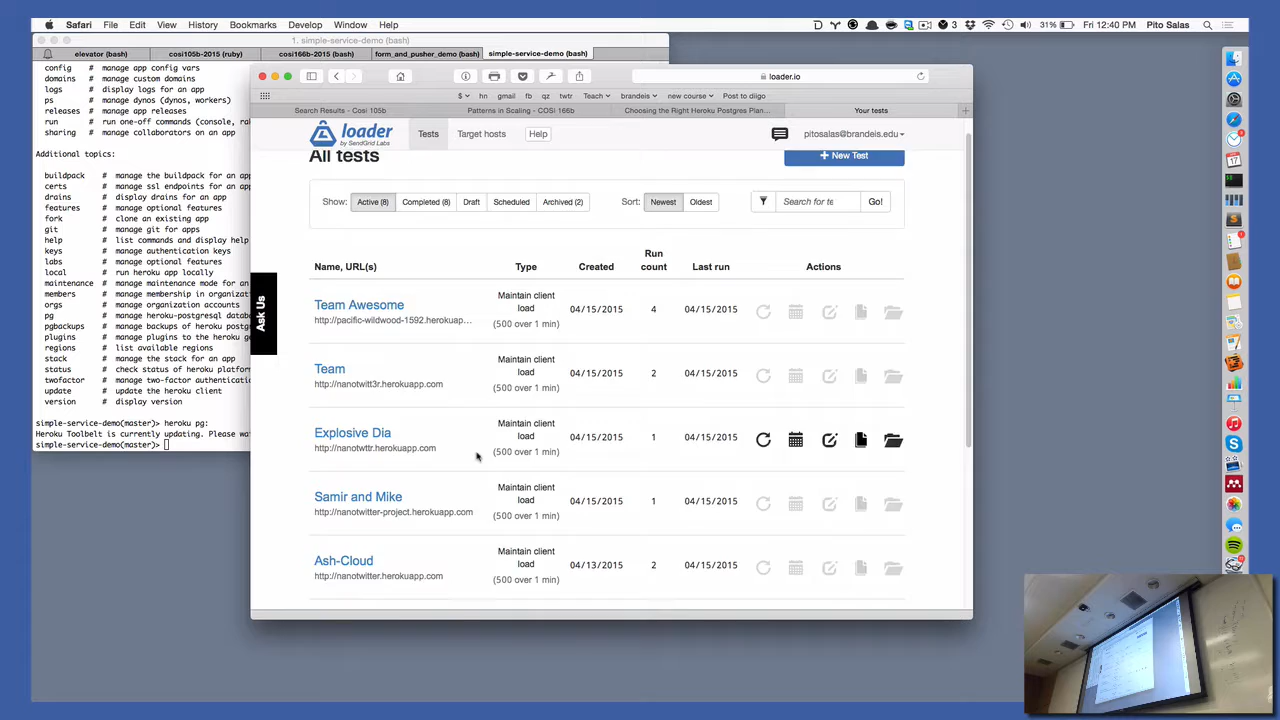 Safari File Edit View History Bookmarks Develop Window Help
3 31% Fri 12:40 PM Pito Salas
1. simple-service-demo (bash)
elevator (bash) cosi105b-2015 (ruby) cosi166b-2015 (bash) form_and_pusher_demo (bash) simple-service-demo (bash)
config # manage app config vars
domains # manage custom domains
logs # display logs for an app
ps # manage dynos (dynos, workers)
releases # manage app releases
run # run one-off commands (console, ra
sharing # manage collaborators on an app
Additional topics:
buildpack # manage the buildpack for an app
certs # manage ssl endpoints for an ap
drains # display drains for an app
features # manage optional features
fork # clone an existing app
git # manage git for apps
help # list commands and display help
keys # manage authentication keys
labs # manage optional features
local # run heroku app locally
maintenance # manage maintenance mode for an
members # manage membership in organizatio
orgs # manage organization accounts
pg # manage heroku-postgresql databa
pgbackups # manage backups of heroku postg
plugins # manage plugins to the heroku ge
regions # list available regions
stack # manage the stack for an app
status # check status of heroku platfor
twofactor # manage two-factor authenticati
update # update the heroku client
version # display version
simple-service-demo(master)> heroku pg:
Heroku Toolbelt is currently updating. Please wa
simple-service-demo(master)>
loader.io
$ hn gmail fb qz twtr Teach brandeis new course Post to diigo
Search Results - Cosi 105b Patterns in Scaling - COSI 166b Choosing the Right Heroku Postgres Plan... Your tests
loader by SendGrid Labs Tests Target hosts Help pitosalas@brandeis.edu
All tests + New Test
Show: Active (8) Completed (8) Draft Scheduled Archived (2) Sort: Newest Oldest Search for te Go!
Name, URL(s) Type Created Run count Last run Actions
Team Awesome
http://pacific-wildwood-1592.herokuap...
Maintain client load (500 over 1 min) 04/15/2015 4 04/15/2015
Team
http://nanotwitt3r.herokuapp.com
Maintain client load (500 over 1 min) 04/15/2015 2 04/15/2015
Explosive Dia
http://nanotwttr.herokuapp.com
Maintain client load (500 over 1 min) 04/15/2015 1 04/15/2015
Samir and Mike
http://nanotwitter-project.herokuapp.com
Maintain client load (500 over 1 min) 04/15/2015 1 04/15/2015
Ash-Cloud
http://nanotwitter.herokuapp.com
Maintain client load (500 over 1 min) 04/13/2015 2 04/15/2015
Ask Us